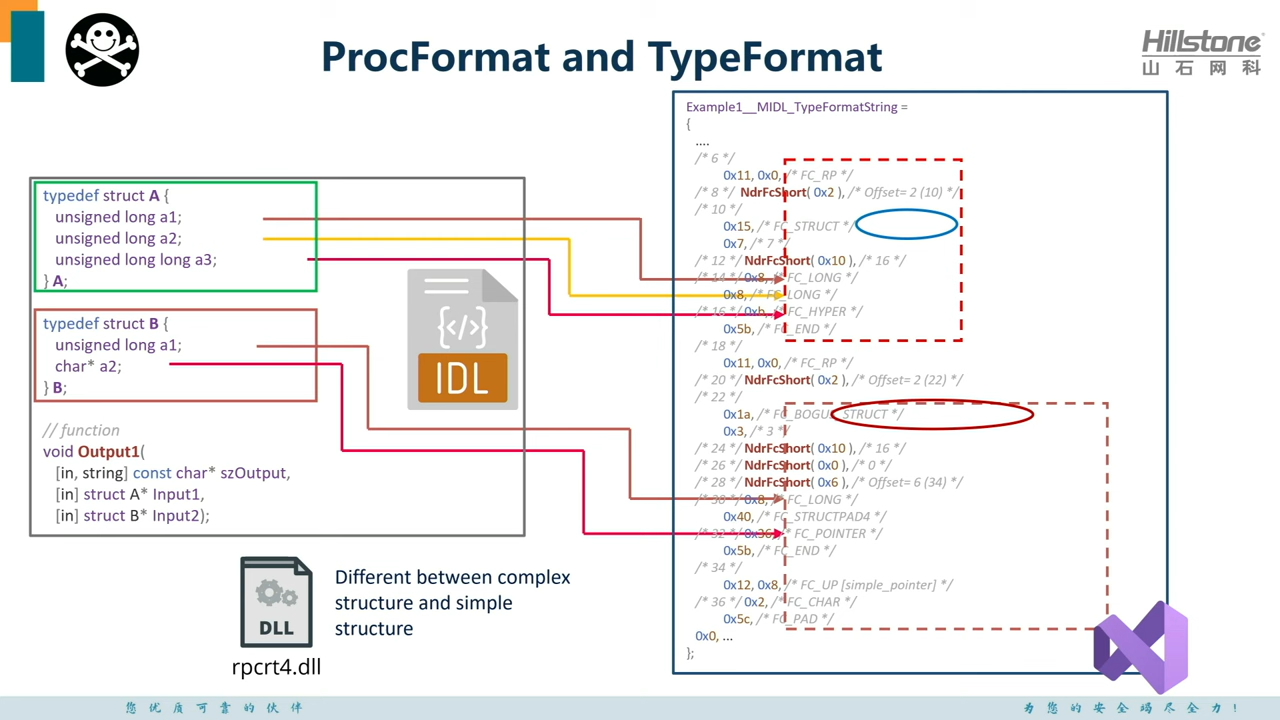 ProcFormat and TypeFormat
Hillstone
山石网科
typedef struct A {
unsigned long a1;
unsigned long a2;
unsigned long long a3;
} A;
typedef struct B {
unsigned long a1;
char* a2;
} B;
// function
void Output1(
[in, string] const char* szOutput,
[in] struct A* Input1,
[in] struct B* Input2);
</>
IDL
DLL
rpcrt4.dll
Different between complex
structure and simple
structure
Example1__MIDL_TypeFormatString =
{
....
/* 6 */
0x11, 0x0, /* FC_RP */
/* 8 */ NdrFcShort( 0x2 ), /* Offset= 2 (10) */
/* 10 */
0x15, /* FC_STRUCT */
0x7, /* 7 */
/* 12 */ NdrFcShort( 0x10 ), /* 16 */
/* 14 */ 0x8, /* FC_LONG */
0x8, /* FC_LONG */
/* 16 */ 0xb, /* FC_HYPER */
0x5b, /* FC_END */
/* 18 */
0x11, 0x0, /* FC_RP */
/* 20 */ NdrFcShort( 0x2 ), /* Offset= 2 (22) */
/* 22 */
0x1a, /* FC_BOGUS_STRUCT */
0x3, /* 3 */
/* 24 */ NdrFcShort( 0x10 ), /* 16 */
/* 26 */ NdrFcShort( 0x0 ), /* 0 */
/* 28 */ NdrFcShort( 0x6 ), /* Offset= 6 (34) */
/* 30 */ 0x8, /* FC_LONG */
0x40, /* FC_STRUCTPAD4 */
/* 32 */ 0x36, /* FC_POINTER */
0x5b, /* FC_END */
/* 34 */
0x12, 0x8, /* FC_UP [simple_pointer] */
/* 36 */ 0x2, /* FC_CHAR */
0x5c, /* FC_PAD */
0x0, ...
};
您优质可靠的伙伴
为您的安全竭尽全力！